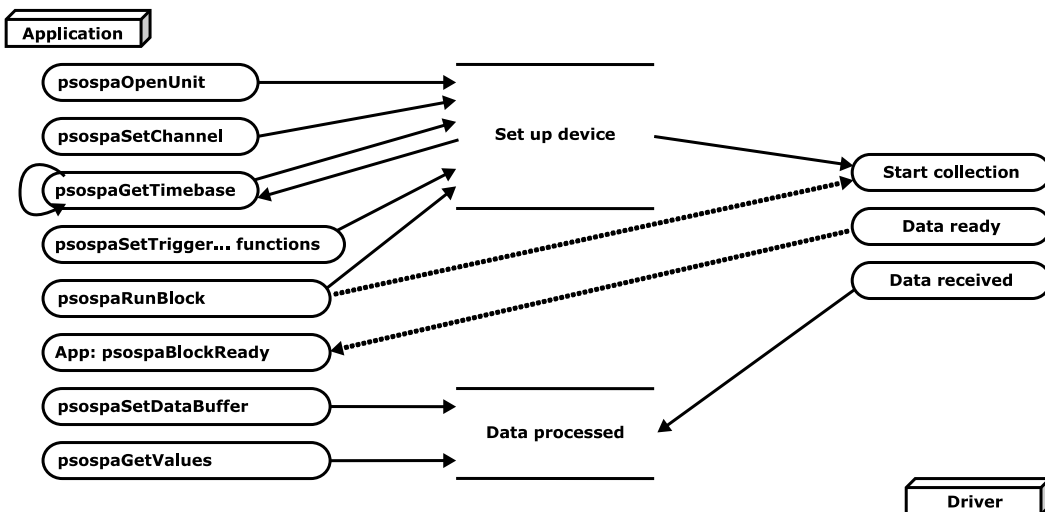 Application
psospaOpenUnit
psospaSetChannel
psospaGetTimebase
psospaSetTrigger... functions
psospaRunBlock
App: psospaBlockReady
psospaSetDataBuffer
psospaGetValues
Set up device
Data processed
Start collection
Data ready
Data received
Driver